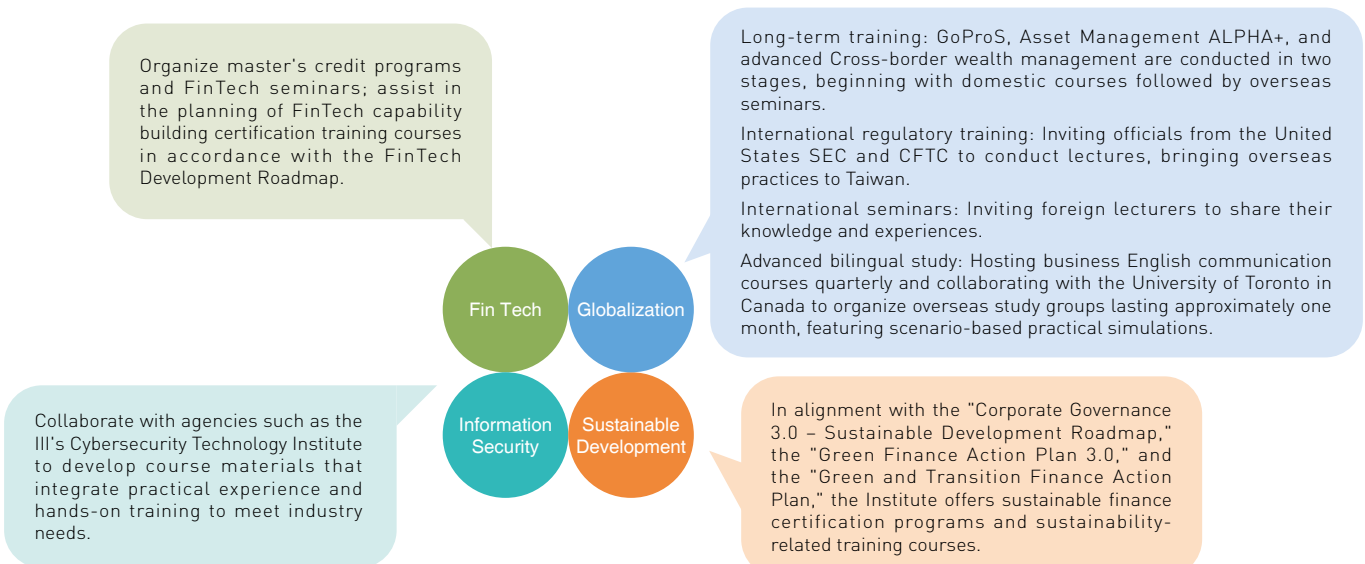 Organize master's credit programs
and FinTech seminars; assist in
the planning of FinTech capability
building certification training courses
in accordance with the FinTech
Development Roadmap.
Long-term training: GoProS, Asset Management ALPHA+, and
advanced Cross-border wealth management are conducted in two
stages, beginning with domestic courses followed by overseas
seminars.
International regulatory training: Inviting officials from the United
States SEC and CFTC to conduct lectures, bringing overseas
practices to Taiwan.
International seminars: Inviting foreign lecturers to share their
knowledge and experiences.
Advanced bilingual study: Hosting business English communication
courses quarterly and collaborating with the University of Toronto in
Canada to organize overseas study groups lasting approximately one
month, featuring scenario-based practical simulations.
Fin Tech
Globalization
Information
Security
Sustainable
Development
Collaborate with agencies such as the
III's Cybersecurity Technology Institute
to develop course materials that
integrate practical experience and
hands-on training to meet industry
needs.
In alignment with the "Corporate Governance
3.0 – Sustainable Development Roadmap,"
the "Green Finance Action Plan 3.0," and
the "Green and Transition Finance Action
Plan," the Institute offers sustainable finance
certification programs and sustainability-
related training courses.